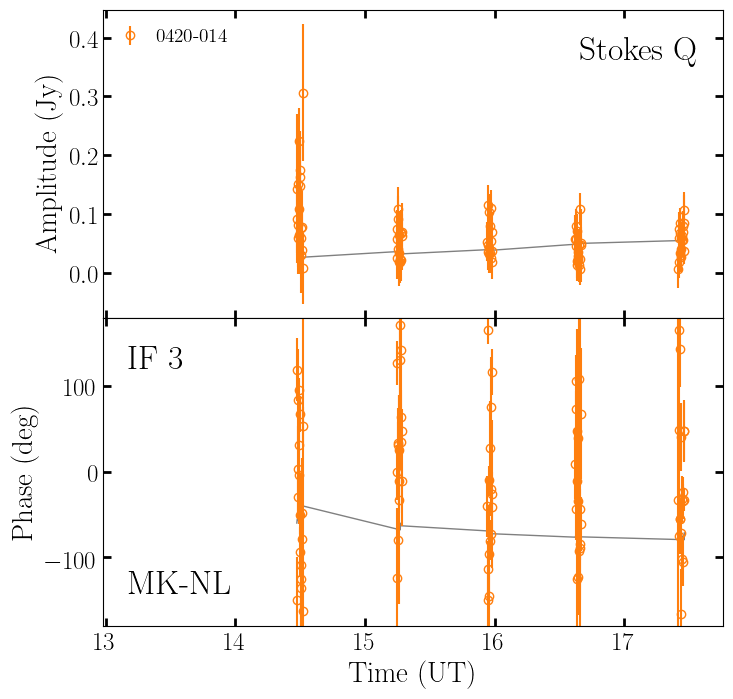 0420-014
Stokes Q
0.4
0.3
0.2
0.1
0.0
Amplitude (Jy)
IF 3
100
0
−100
Phase (deg)
MK-NL
13 14 15 16 17
Time (UT)